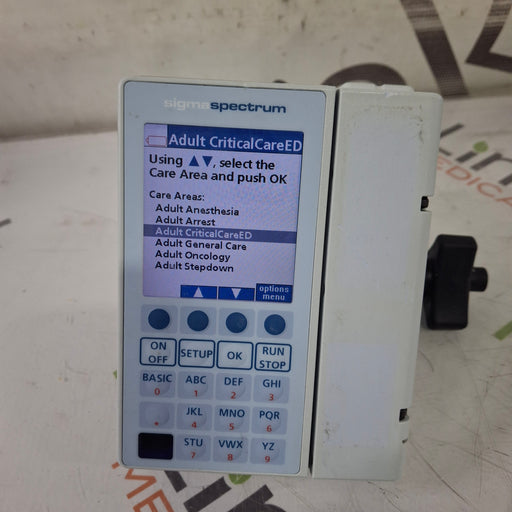 sigmaspectrum
Adult CriticalCareED
Using ▲▼, select the
Care Area and push OK
Care Areas:
Adult Anesthesia
Adult Arrest
Adult CriticalCareED
Adult General Care
Adult Oncology
Adult Stepdown
options
menu
ON
OFF
SETUP
OK
RUN
STOP
BASIC ABC DEF GHI
0 1 2 3
JKL MNO PQR
. 4 5 6
STU VWX YZ
7 8 9